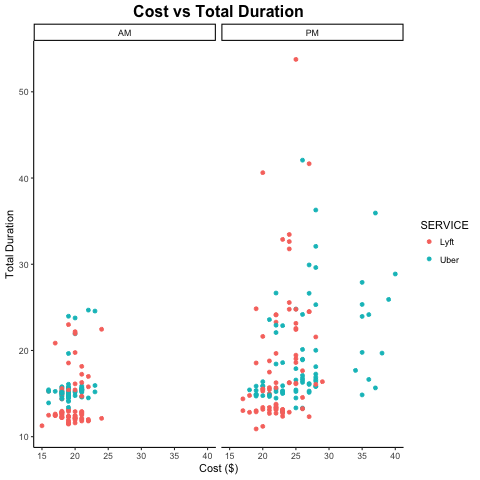 Cost vs Total Duration
AM
PM
50
40
30
20
10
Total Duration
15 20 25 30 35 40
15 20 25 30 35 40
Cost ($)
SERVICE
Lyft
Uber